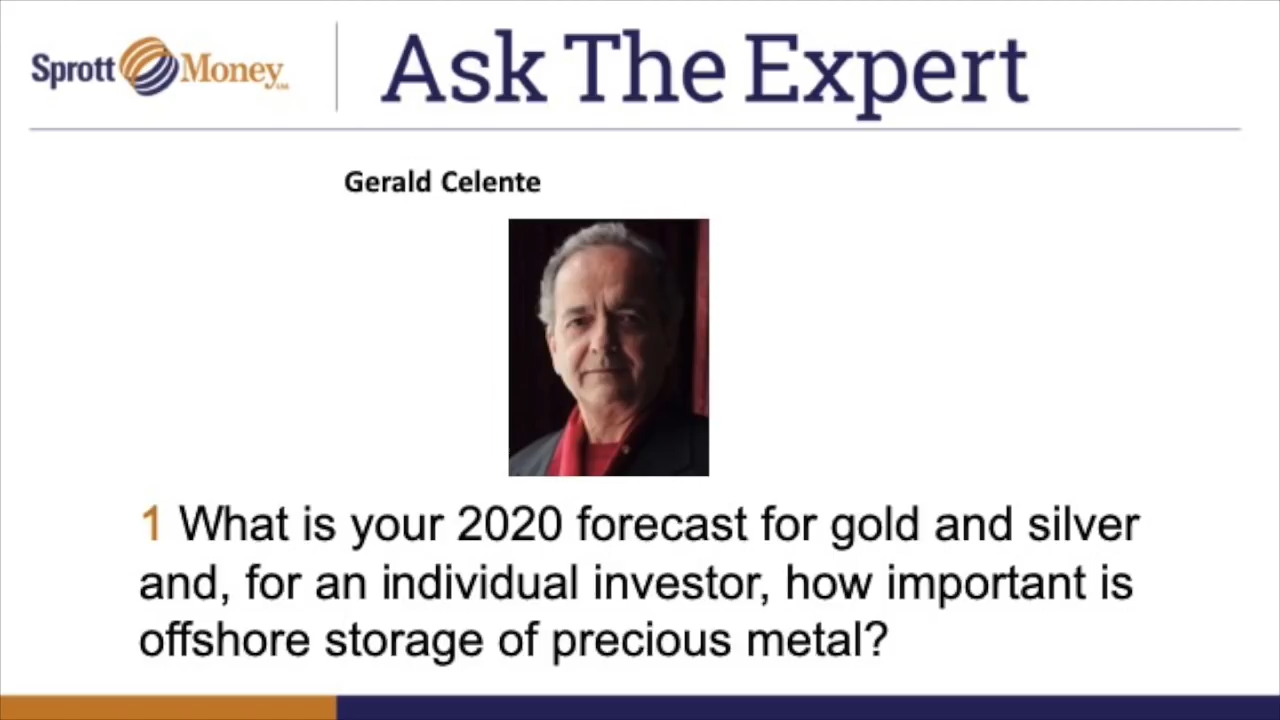 Sprott Money Ltd.
Ask The Expert
Gerald Celente
1 What is your 2020 forecast for gold and silver
and, for an individual investor, how important is
offshore storage of precious metal?